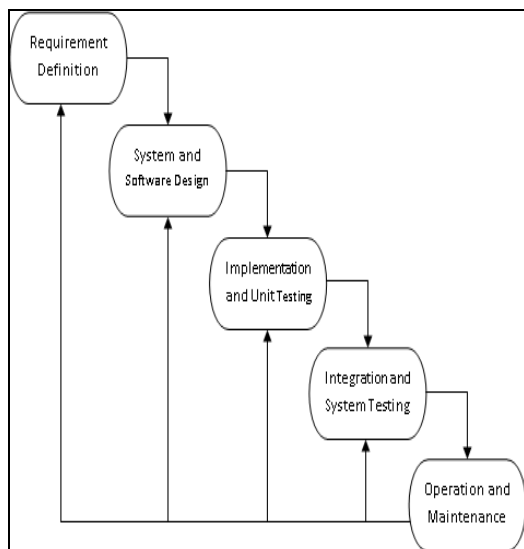 Requirement
Definition
System and
Software Design
Implementation
and Unit Testing
Integration and
System Testing
Operation and
Maintenance